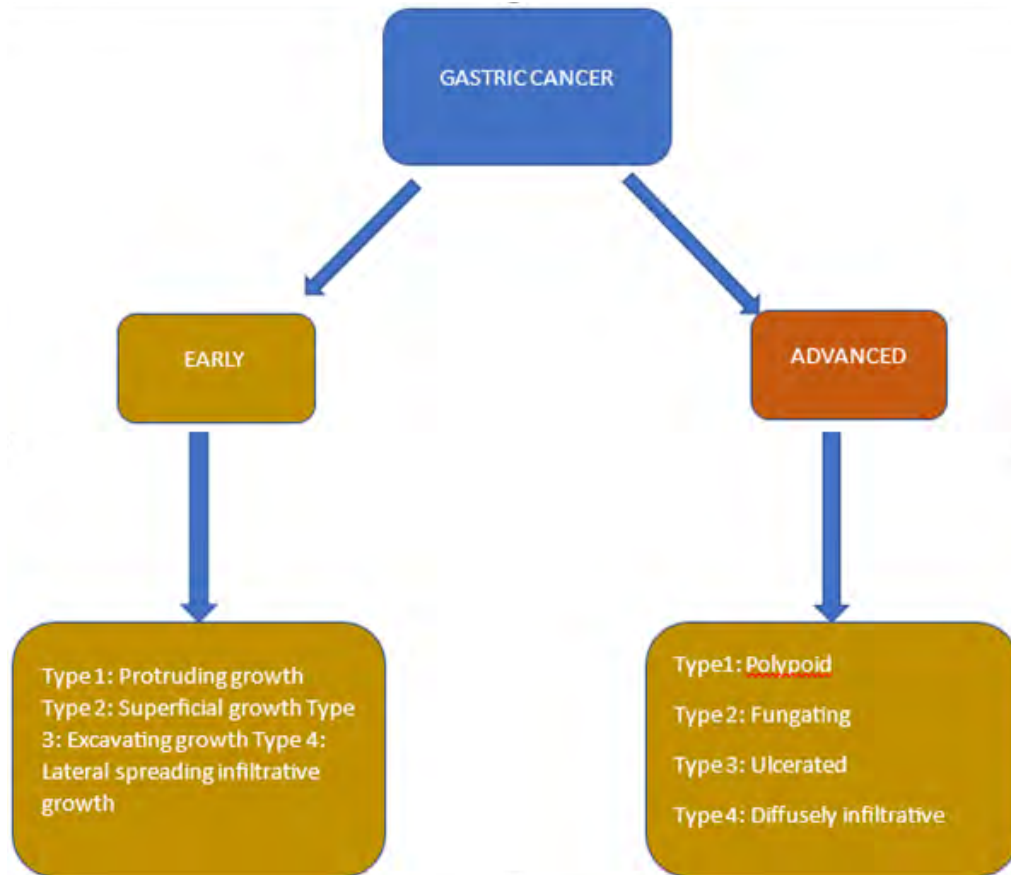 GASTRIC CANCER
EARLY
ADVANCED
Type 1: Protruding growth
Type 2: Superficial growth Type
3: Excavating growth Type 4:
Lateral spreading infiltrative
growth
Type1: Polypoid
Type 2: Fungating
Type 3: Ulcerated
Type 4: Diffusely infiltrative